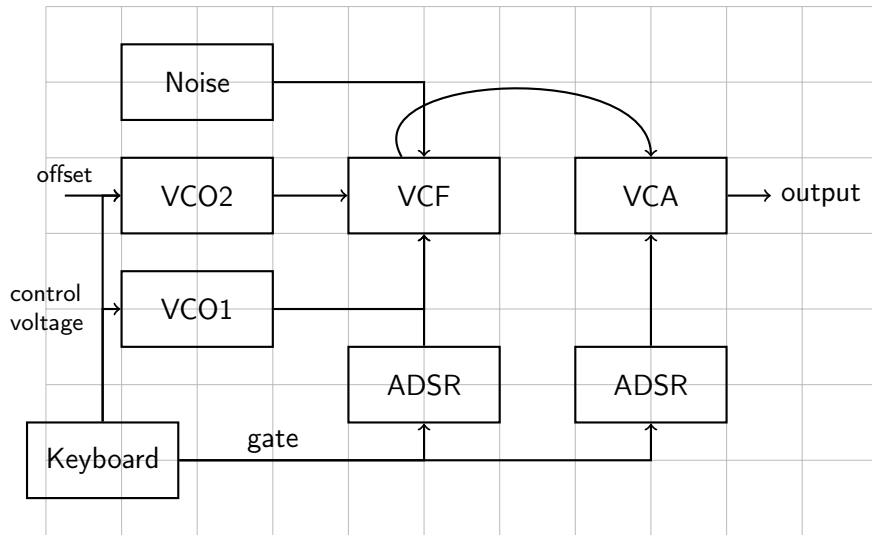 Noise
offset
VCO2
VCF
VCA
output
control
voltage
VCO1
ADSR
ADSR
gate
Keyboard